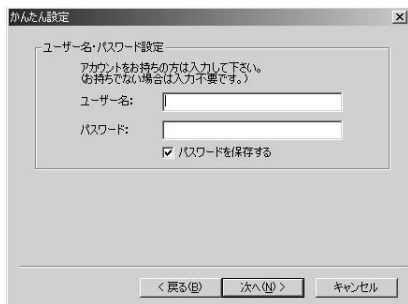 かんたん設定
ユーザー名・パスワード設定
アカウントをお持ちの方は入力して下さい。
(お持ちでない場合は入力不要です。)
ユーザー名:
パスワード:
パスワードを保存する
< 戻る(B)
次へ(N) >
キャンセル